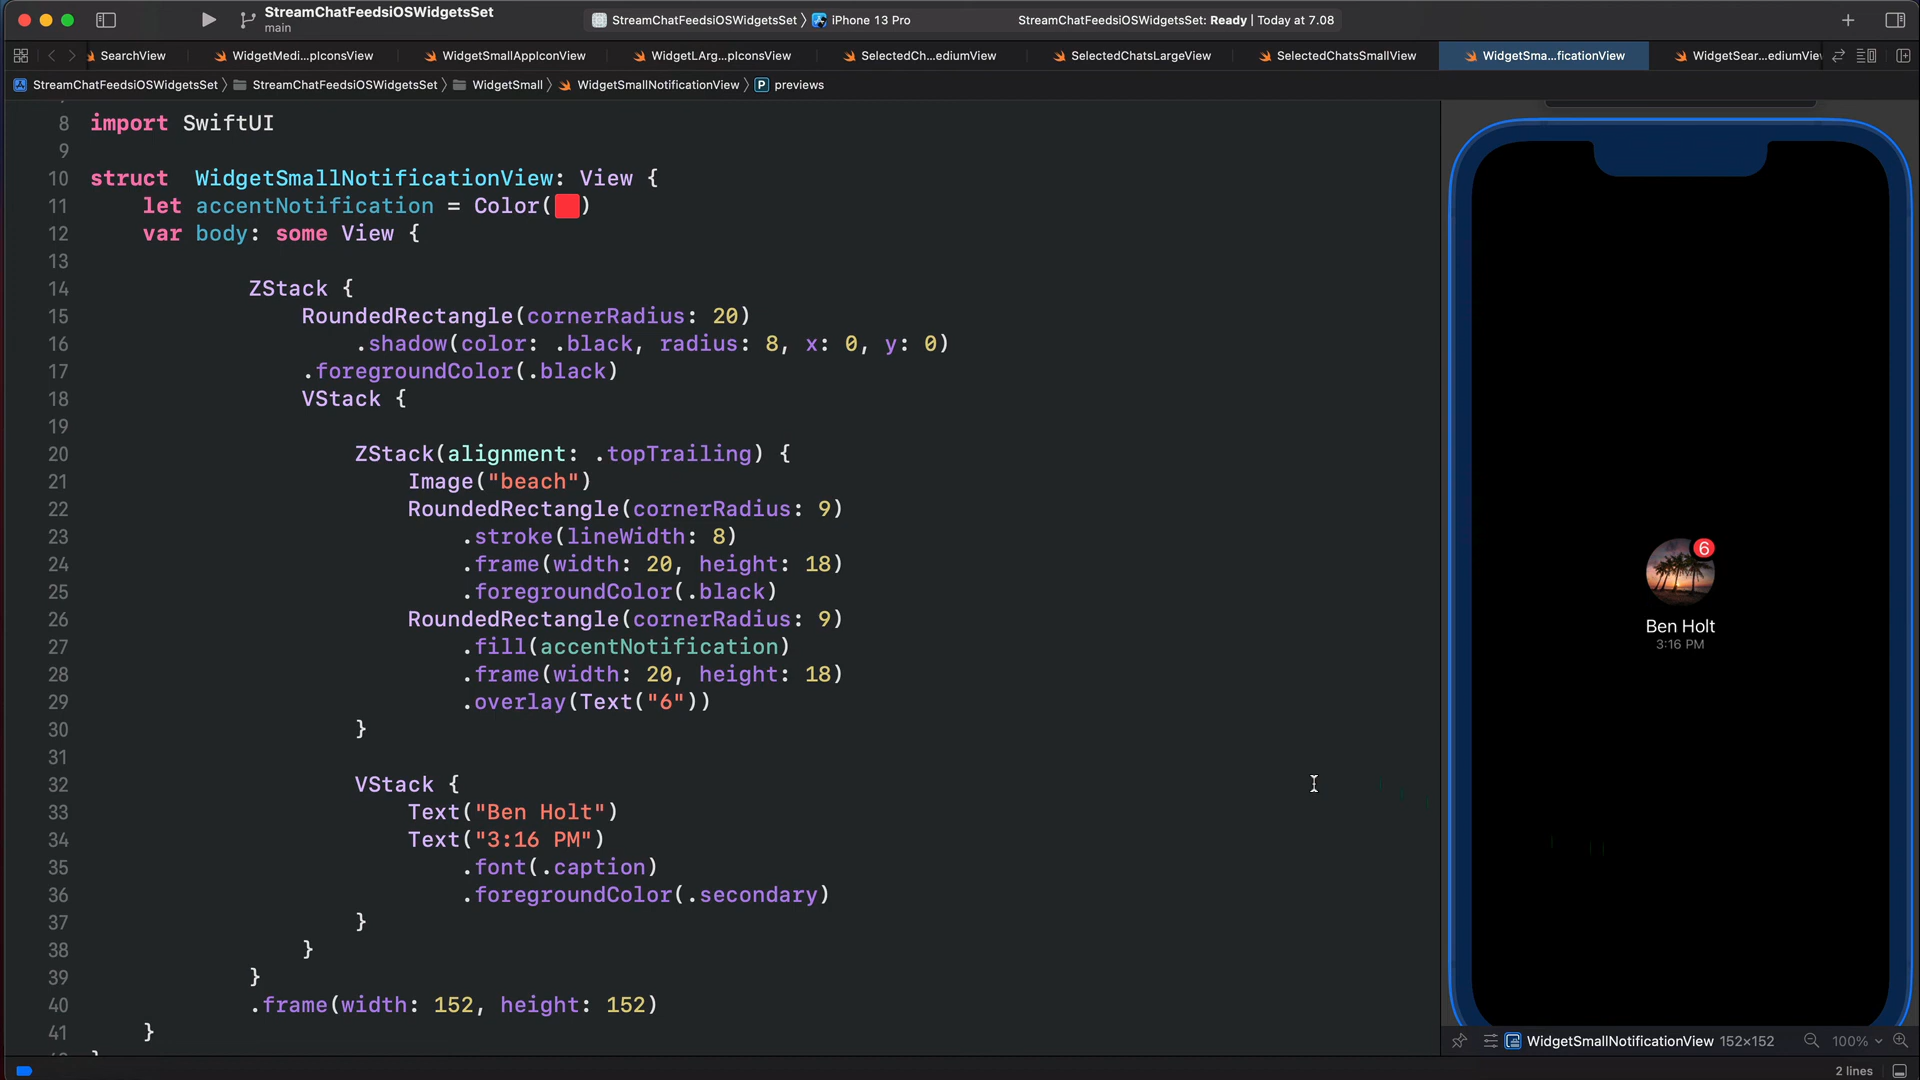 StreamChatFeedsiOSWidgetsSet
main
StreamChatFeedsiOSWidgetsSet
iPhone 13 Pro
StreamChatFeedsiOSWidgetsSet: Ready | Today at 7.08
SearchView
WidgetMedi...pIconsView
WidgetSmallAppIconView
WidgetLArg...pIconsView
SelectedCh...ediumView
SelectedChatsLargeView
SelectedChatsSmallView
WidgetSma...ficationView
WidgetSear...ediumView
StreamChatFeedsiOSWidgetsSet
StreamChatFeedsiOSWidgetsSet
WidgetSmall
WidgetSmallNotificationView
P previews
8 import SwiftUI
9
10 struct  WidgetSmallNotificationView: View {
11 let accentNotification = Color( )
12 var body: some View {
13
14 ZStack {
15 RoundedRectangle(cornerRadius: 20)
16 .shadow(color: .black, radius: 8, x: 0, y: 0)
17 .foregroundColor(.black)
18 VStack {
19
20 ZStack(alignment: .topTrailing) {
21 Image("beach")
22 RoundedRectangle(cornerRadius: 9)
23 .stroke(lineWidth: 8)
24 .frame(width: 20, height: 18)
25 .foregroundColor(.black)
26 RoundedRectangle(cornerRadius: 9)
27 .fill(accentNotification)
28 .frame(width: 20, height: 18)
29 .overlay(Text("6"))
30 }
31
32 VStack {
33 Text("Ben Holt")
34 Text("3:16 PM")
35 .font(.caption)
36 .foregroundColor(.secondary)
37 }
38 }
39 }
40 .frame(width: 152, height: 152)
41 }
6
Ben Holt
3:16 PM
WidgetSmallNotificationView 152×152
100%
2 lines